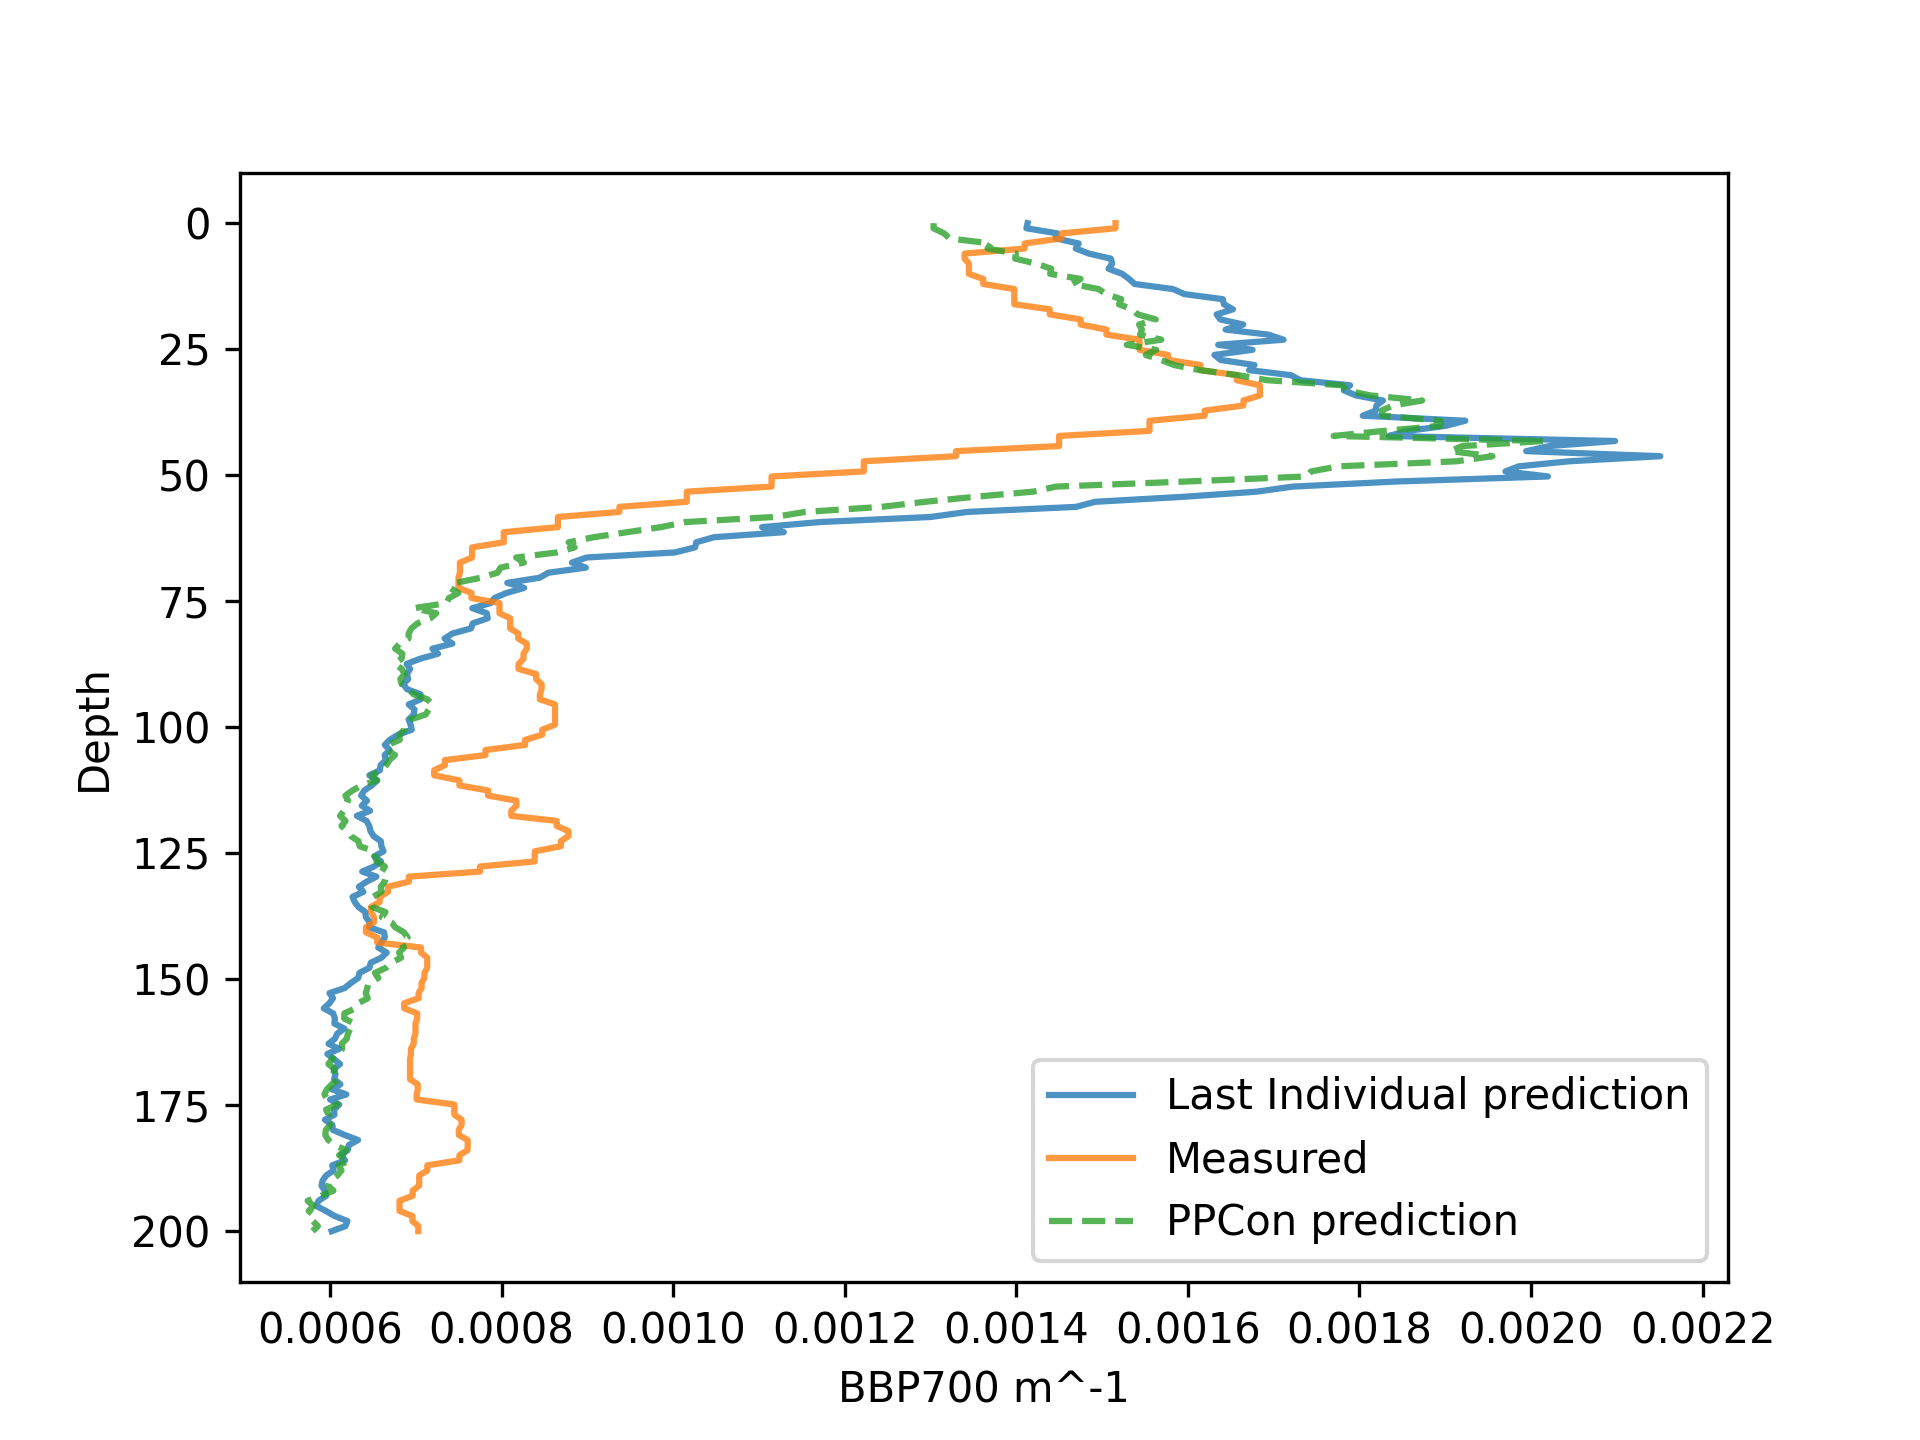 0
25
50
75
100
125
150
175
200
Depth
Last Individual prediction
Measured
PPCon prediction
0.0006 0.0008 0.0010 0.0012 0.0014 0.0016 0.0018 0.0020 0.0022
BBP700 m^-1